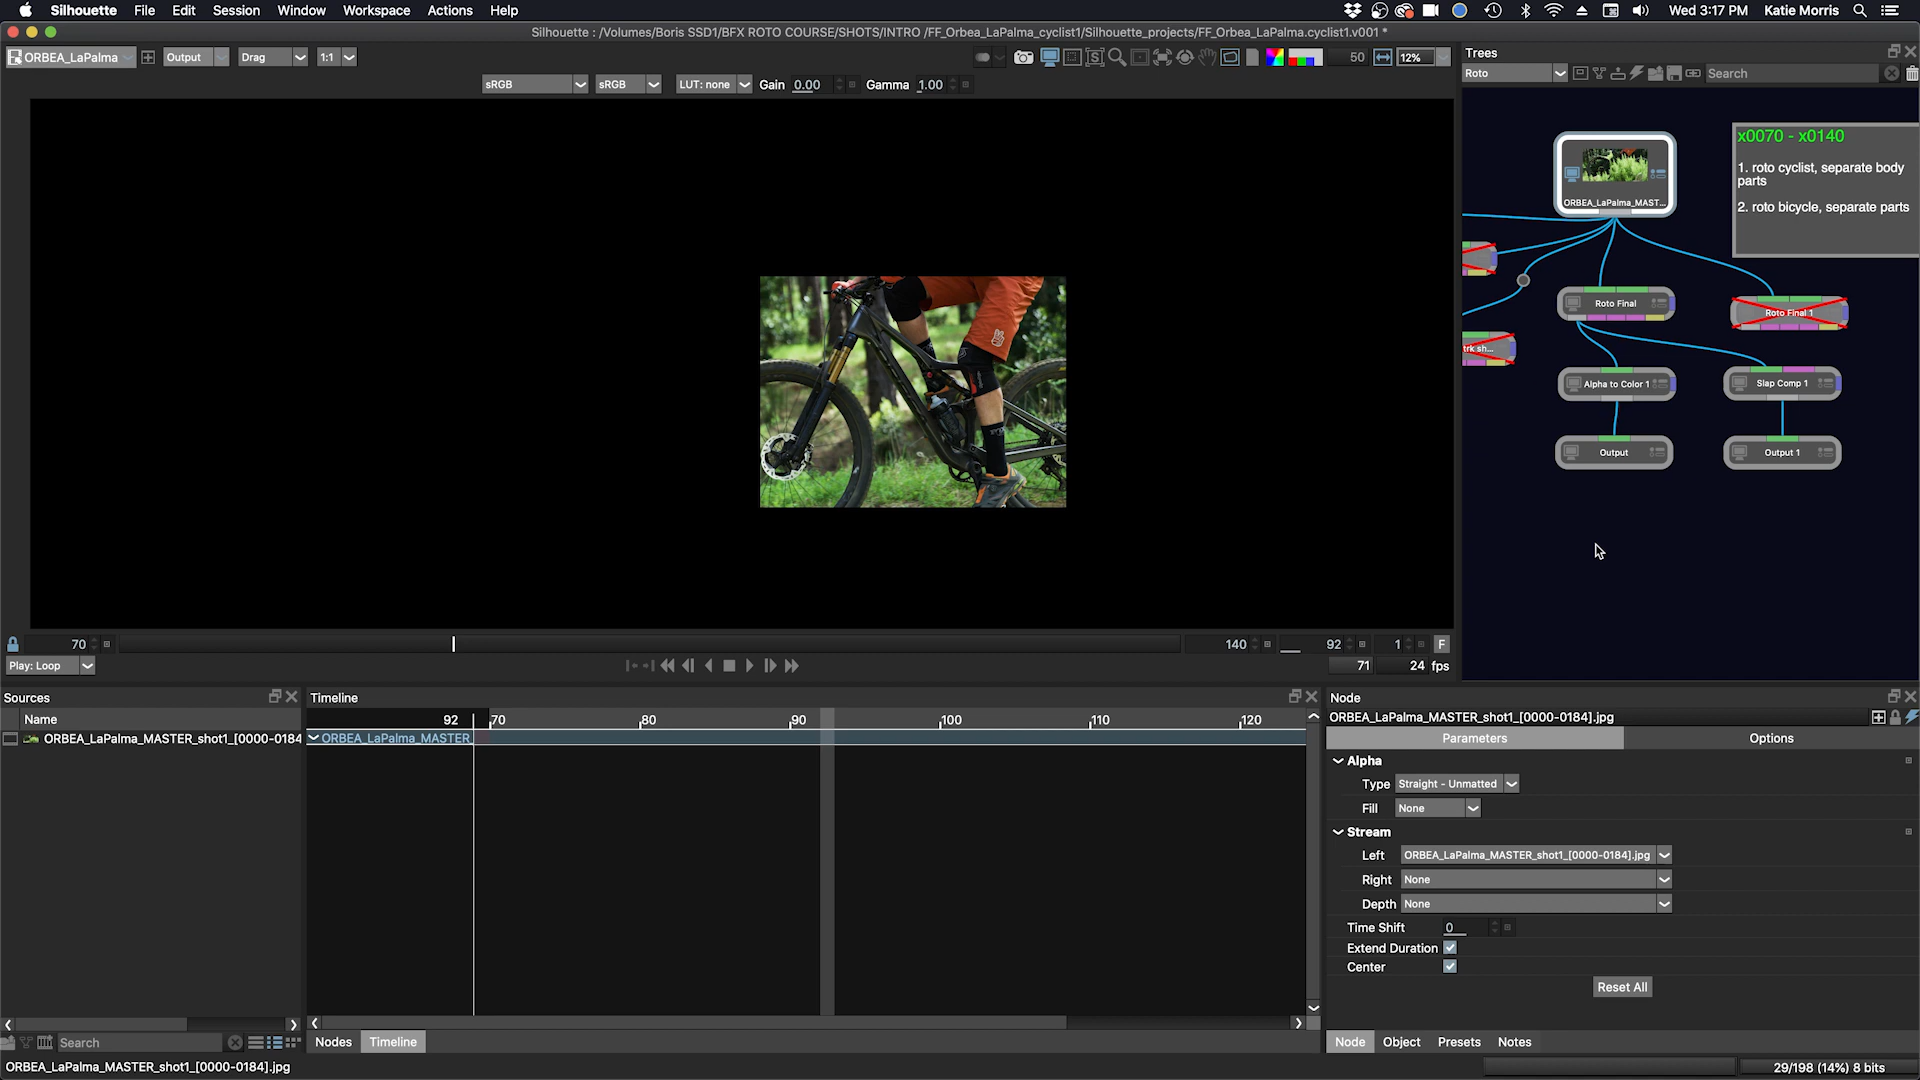 Silhouette File Edit Session Window Workspace Actions Help Wed 3:17 PM Katie Morris
Silhouette : /Volumes/Boris SSD1/BFX ROTO COURSE/SHOTS/INTRO /FF_Orbea_LaPalma_cyclist1/Silhouette_projects/FF_Orbea_LaPalma.cyclist1.v001 *
ORBEA_LaPalma Output Drag 1:1 50 12%
sRGB sRGB LUT: none Gain 0.00 Gamma 1.00
Trees
Roto Search
ORBEA_LaPalma_MAST...
x0070 - x0140
1. roto cyclist, separate body
parts
2. roto bicycle, separate parts
Roto Final
Roto Final 1
trk sh...
Alpha to Color 1
Slap Comp 1
Output
Output 1
70 140 92 1 F
Play: Loop 71 24 fps
Sources
Name
ORBEA_LaPalma_MASTER_shot1_[0000-0184
Search
Timeline
92 70 80 90 100 110 120
ORBEA_LaPalma_MASTER
Nodes Timeline
Node
ORBEA_LaPalma_MASTER_shot1_[0000-0184].jpg
Parameters Options
Alpha
Type Straight - Unmatted
Fill None
Stream
Left ORBEA_LaPalma_MASTER_shot1_[0000-0184].jpg
Right None
Depth None
Time Shift 0
Extend Duration
Center
Reset All
Node Object Presets Notes
ORBEA_LaPalma_MASTER_shot1_[0000-0184].jpg
29/198 (14%) 8 bits